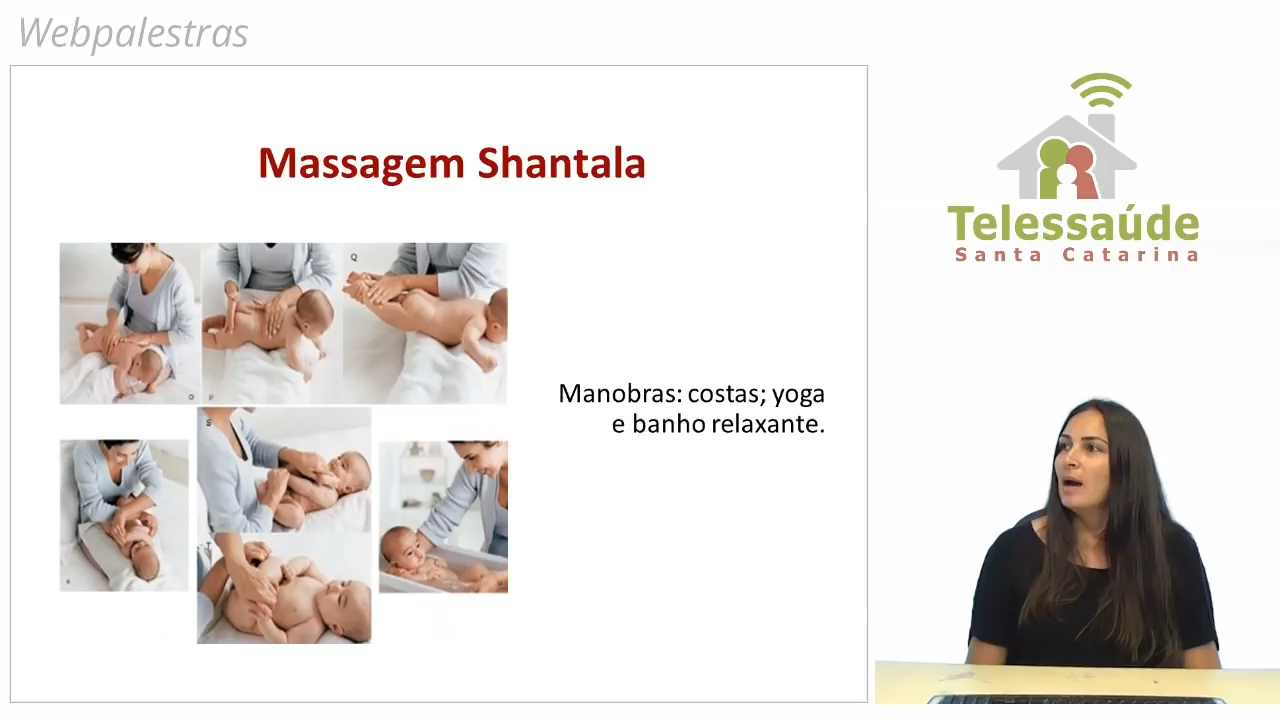 Webpalestras
Massagem Shantala
Q
O
P
S
Manobras: costas; yoga
e banho relaxante.
Telessaúde
Santa Catarina